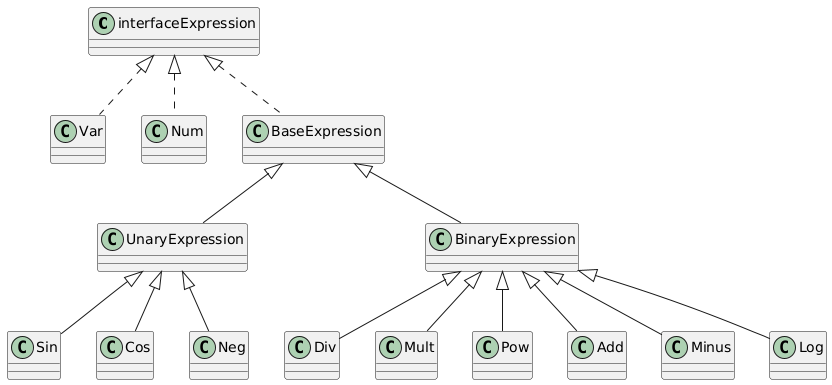 C interfaceExpression
C Var
C Num
C BaseExpression
C UnaryExpression
C BinaryExpression
C Sin
C Cos
C Neg
C Div
C Mult
C Pow
C Add
C Minus
C Log